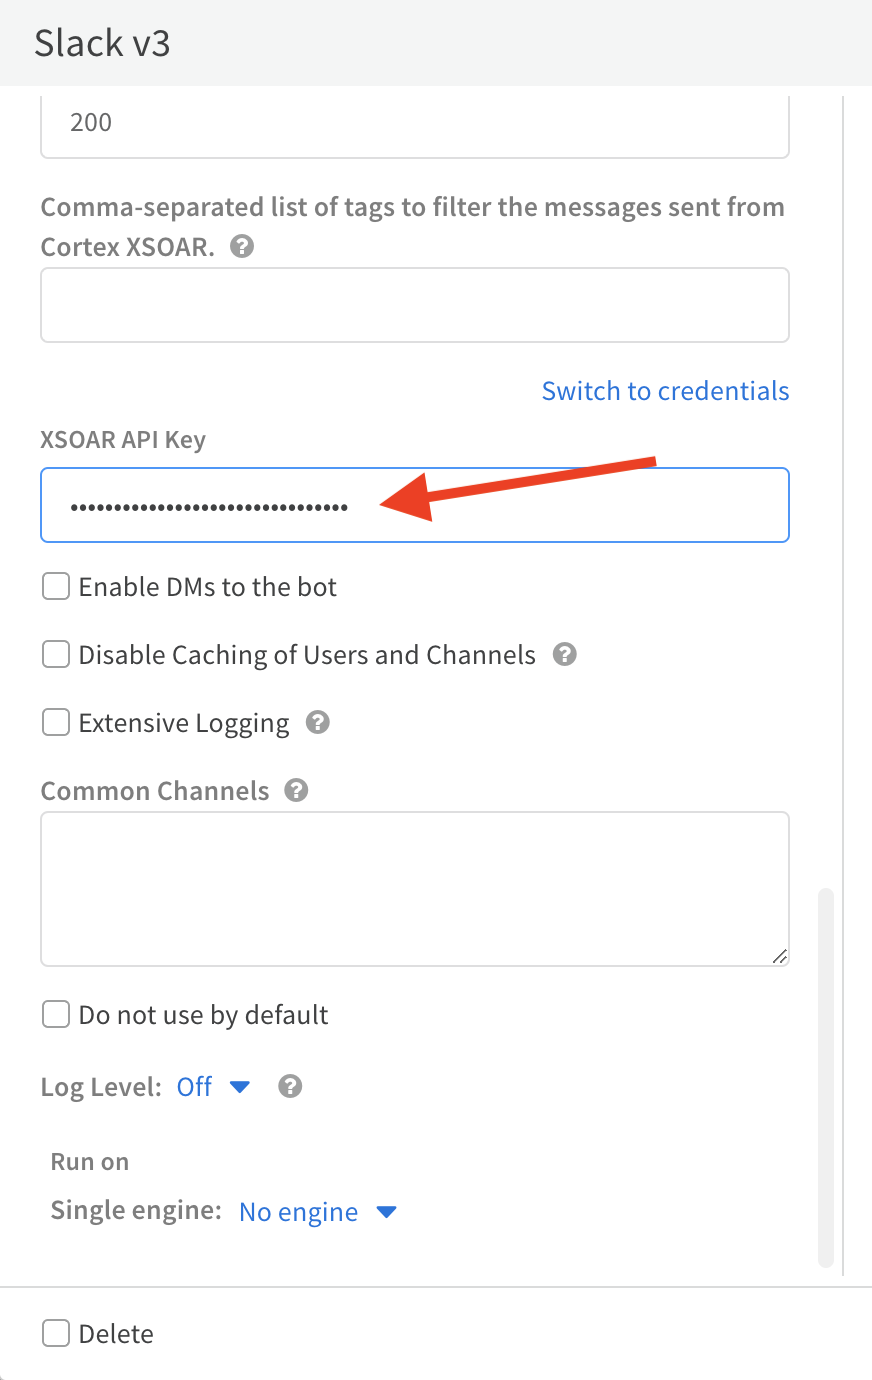 Slack v3
200
Comma-separated list of tags to filter the messages sent from
Cortex XSOAR.
Switch to credentials
XSOAR API Key
Enable DMs to the bot
Disable Caching of Users and Channels
Extensive Logging
Common Channels
Do not use by default
Log Level: Off
Run on
Single engine: No engine
Delete